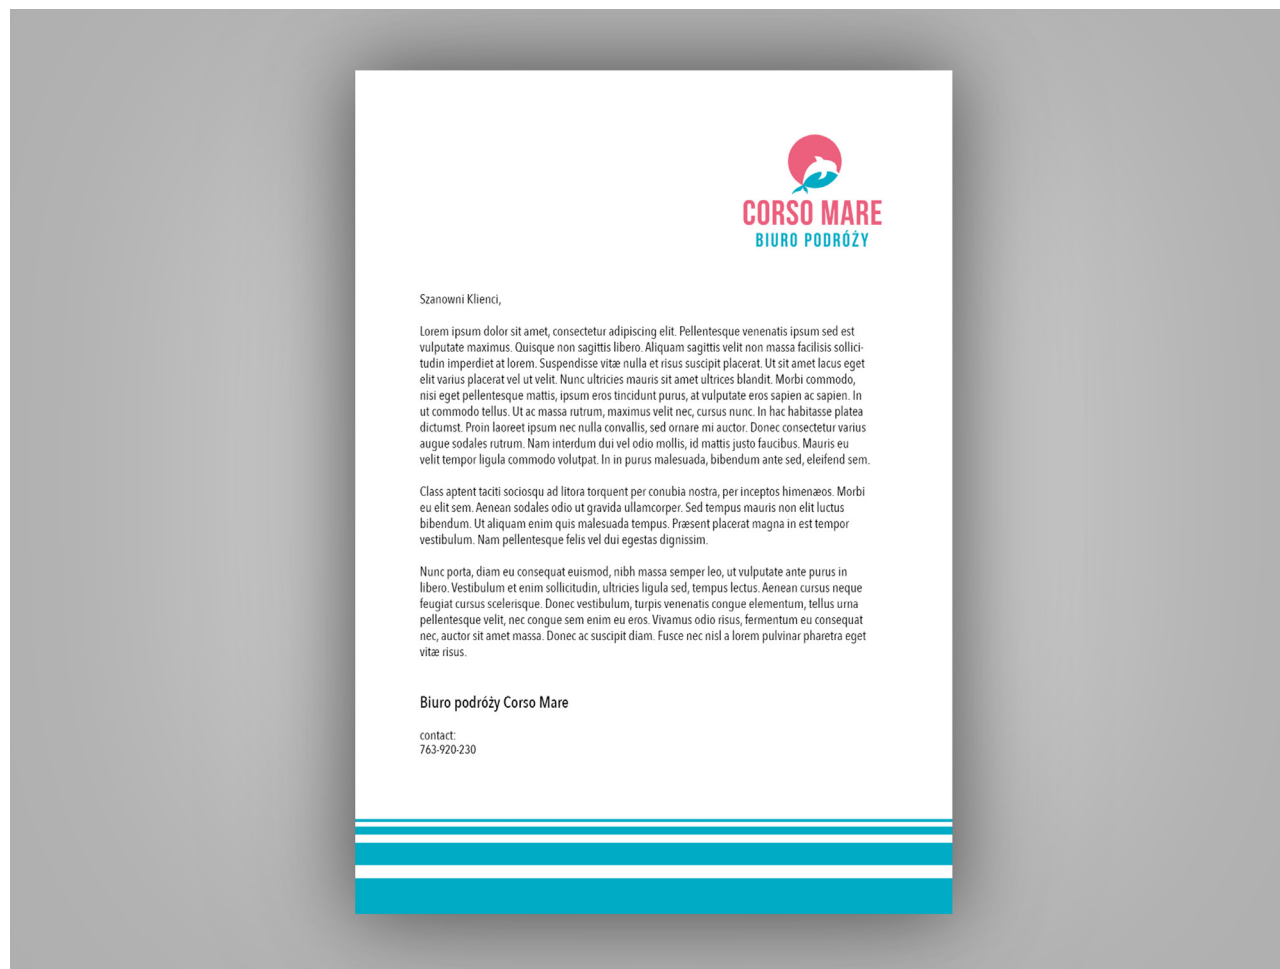 CORSO MARE
BIURO PODRÓŻY
Szanowni Klienci,
Lorem ipsum dolor sit amet, consectetur adipiscing elit. Pellentesque venenatis ipsum sed est
vulputate maximus. Quisque non sagittis libero. Aliquam sagittis velit non massa facilisis sollici-
tudin imperdiet at lorem. Suspendisse vitæ nulla et risus suscipit placerat. Ut sit amet lacus eget
elit varius placerat vel ut velit. Nunc ultricies mauris sit amet ultrices blandit. Morbi commodo,
nisi eget pellentesque mattis, ipsum eros tincidunt purus, at vulputate eros sapien ac sapien. In
ut commodo tellus. Ut ac massa rutrum, maximus velit nec, cursus nunc. In hac habitasse platea
dictumst. Proin laoreet ipsum nec nulla convallis, sed ornare mi auctor. Donec consectetur varius
augue sodales rutrum. Nam interdum dui vel odio mollis, id mattis justo faucibus. Mauris eu
velit tempor ligula commodo volutpat. In in purus malesuada, bibendum ante sed, eleifend sem.
Class aptent taciti sociosqu ad litora torquent per conubia nostra, per inceptos himenæos. Morbi
eu elit sem. Aenean sodales odio ut gravida ullamcorper. Sed tempus mauris non elit luctus
bibendum. Ut aliquam enim quis malesuada tempus. Præsent placerat magna in est tempor
vestibulum. Nam pellentesque felis vel dui egestas dignissim.
Nunc porta, diam eu consequat euismod, nibh massa semper leo, ut vulputate ante purus in
libero. Vestibulum et enim sollicitudin, ultricies ligula sed, tempus lectus. Aenean cursus neque
feugiat cursus scelerisque. Donec vestibulum, turpis venenatis congue elementum, tellus urna
pellentesque velit, nec congue sem enim eu eros. Vivamus odio risus, fermentum eu consequat
nec, auctor sit amet massa. Donec ac suscipit diam. Fusce nec nisl a lorem pulvinar pharetra eget
vitæ risus.
Biuro podróży Corso Mare
contact:
763-920-230